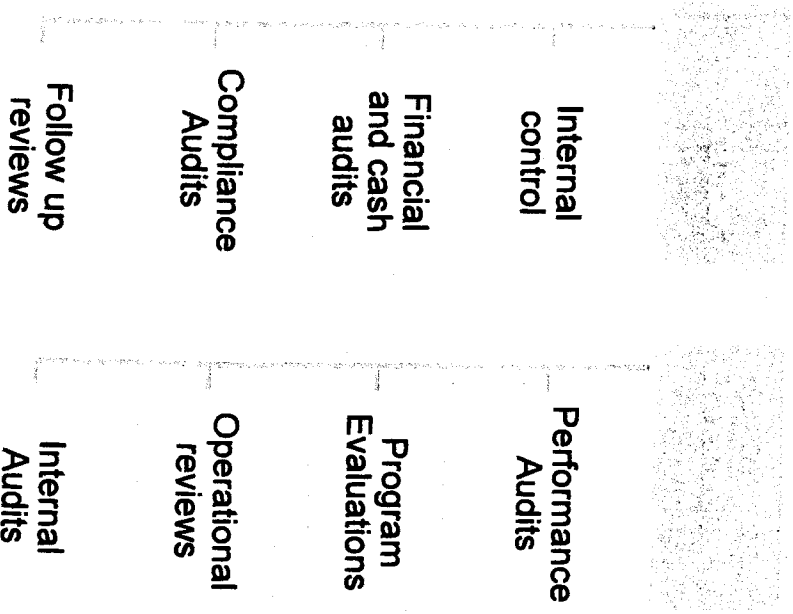 Internal
control
Financial
and cash
audits
Compliance
Audits
Follow up
reviews
Performance
Audits
Program
Evaluations
Operational
reviews
Internal
Audits